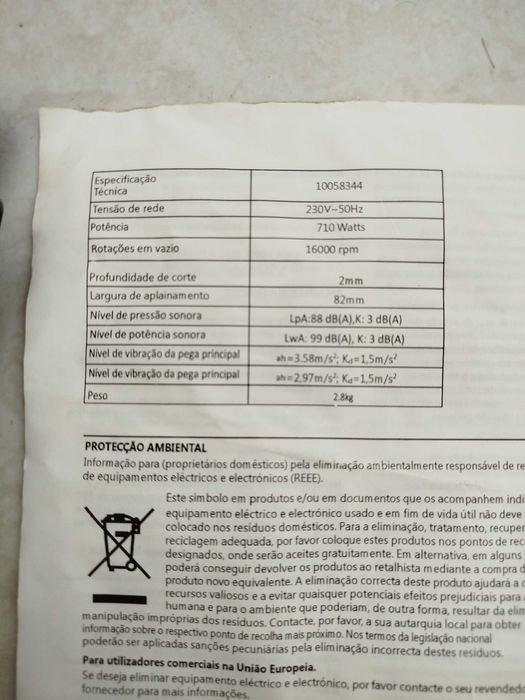 Especificação
Técnica 10058344
Tensão de rede 230V~50Hz
Potência 710 Watts
Rotações em vazio 16000 rpm
Profundidade de corte 2mm
Largura de aplainamento 82mm
Nível de pressão sonora LpA:88 dB(A),K: 3 dB(A)
Nível de potência sonora LwA: 99 dB(A), K: 3 dB(A)
Nível de vibração da pega principal ah=3.58m/s²; Kd=1,5m/s²
Nível de vibração da pega principal ah=2,97m/s²; Kd=1,5m/s²
Peso 2.8kg
PROTECÇÃO AMBIENTAL
Informação para (proprietários domésticos) pela eliminação ambientalmente responsável de re
de equipamentos eléctricos e electrónicos (REEE).
Este símbolo em produtos e/ou em documentos que os acompanhem indi
equipamento eléctrico e electrónico usado e em fim de vida útil não deve
colocado nos resíduos domésticos. Para a eliminação, tratamento, recuper
reciclagem adequada, por favor coloque estes produtos nos pontos de rec
designados, onde serão aceites gratuitamente. Em alternativa, em alguns
poderá conseguir devolver os produtos ao retalhista mediante a compra d
produto novo equivalente. A eliminação correcta deste produto ajudará a c
recursos valiosos e a evitar quaisquer potenciais efeitos prejudiciais para
humana e para o ambiente que poderiam, de outra forma, resultar da elim
manipulação impróprias dos resíduos. Contacte, por favor, a sua autarquia local para obter
informação sobre o respectivo ponto de recolha mais próximo. Nos termos da legislação nacional
poderão ser aplicadas sanções pecuniárias pela eliminação incorrecta destes resíduos.
Para utilizadores comerciais na União Europeia.
Se deseja eliminar equipamento eléctrico e electrónico, por favor contacte o seu revended
fornecedor para mais informações.